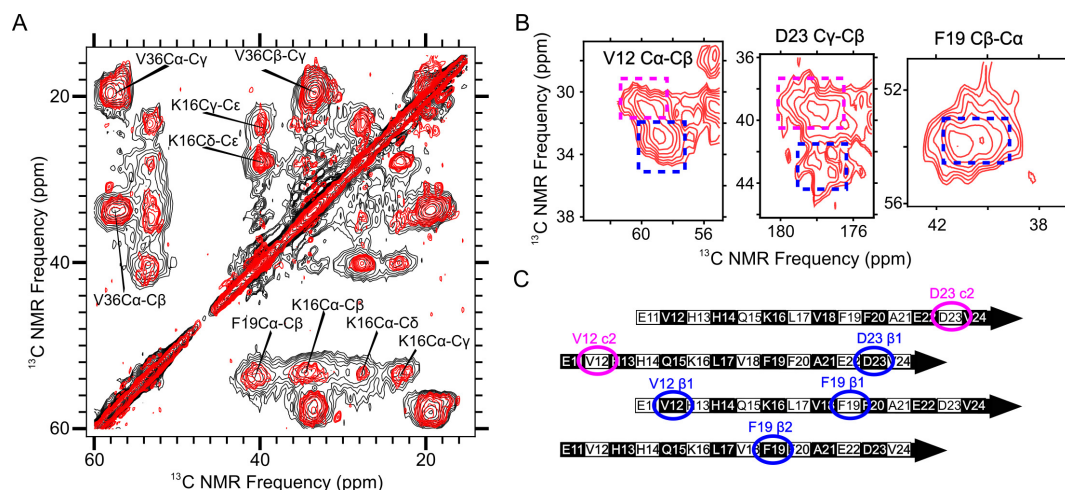 A
V36Cα-Cγ
V36Cβ-Cγ
K16Cγ-Cε
K16Cδ-Cε
V36Cα-Cβ
F19Cα-Cβ
K16Cα-Cβ
K16Cα-Cδ
K16Cα-Cγ
20
40
60
60 40 20
¹³C NMR Frequency (ppm)
¹³C NMR Frequency (ppm)
B
V12 Cα-Cβ
D23 Cγ-Cβ
F19 Cβ-Cα
¹³C NMR Frequency (ppm)
30
34
38
60 56
36
40
44
180 176
52
56
42 38
¹³C NMR Frequency (ppm)
C
D23 c2
E11 V12 H13 H14 Q15 K16 L17 V18 F19 F20 A21 E22 D23 V24
V12 c2 D23 β1
E11 V12 H13 H14 Q15 K16 L17 V18 F19 F20 A21 E22 D23 V24
V12 β1 F19 β1
E11 V12 H13 H14 Q15 K16 L17 V18 F19 F20 A21 E22 D23 V24
F19 β2
E11 V12 H13 H14 Q15 K16 L17 V18 F19 F20 A21 E22 D23 V24